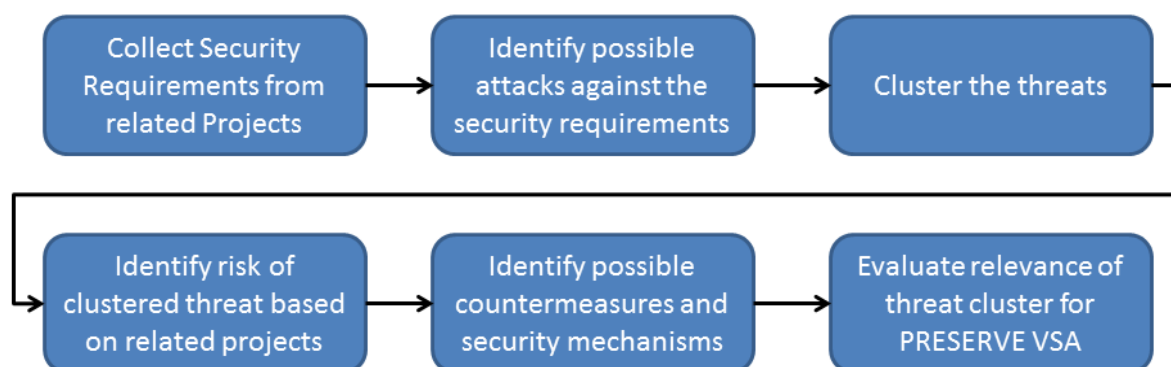 Collect Security
Requirements from
related Projects
Identify possible
attacks against the
security requirements
Cluster the threats
Identify risk of
clustered threat based
on related projects
Identify possible
countermeasures and
security mechanisms
Evaluate relevance of
threat cluster for
PRESERVE VSA